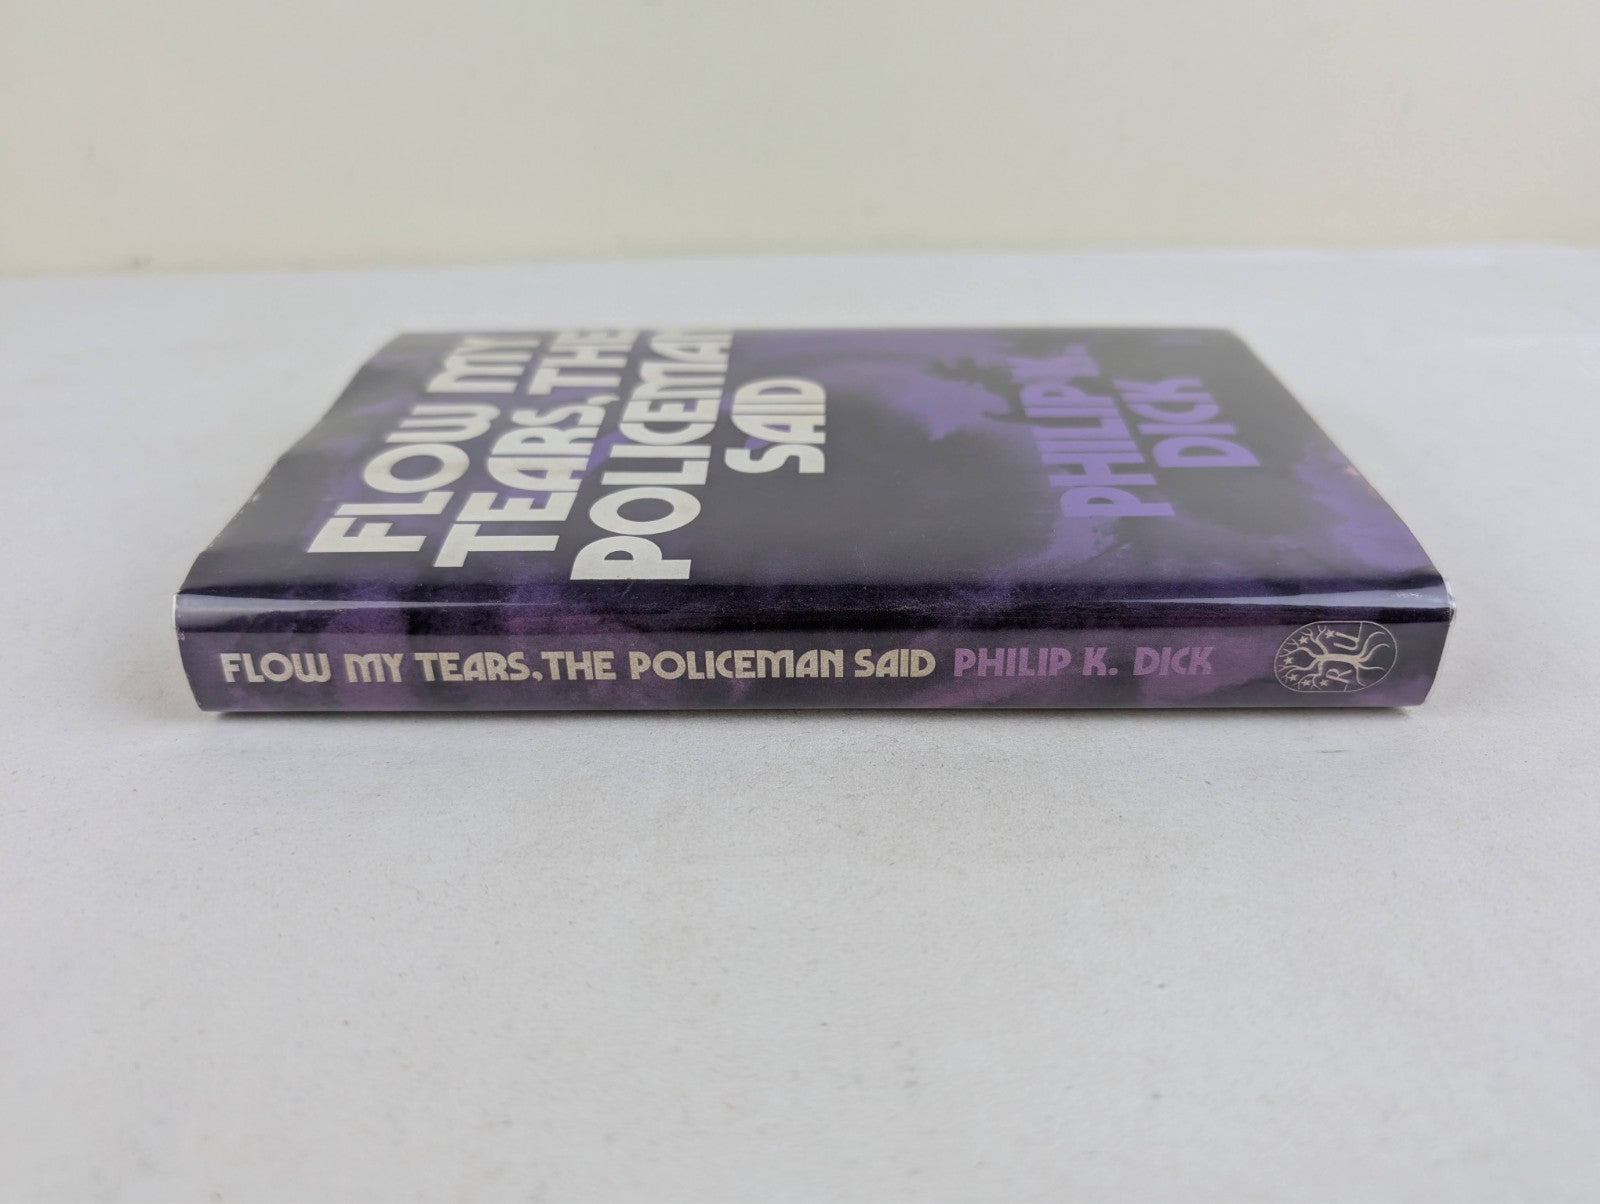 FLOW MY
TEARS, THE
POLICEMAN
SAID
PHILIP K.
DICK
FLOW MY TEARS, THE POLICEMAN SAID PHILIP K. DICK
R U